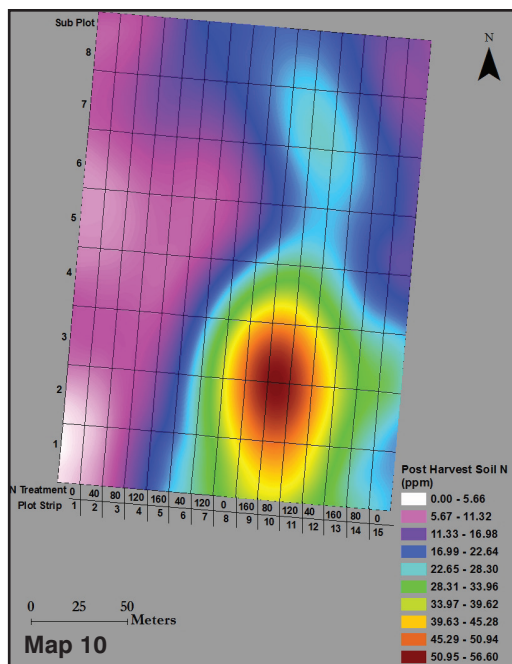 Sub Plot
8
7
6
5
4
3
2
1
N
N Treatment 0 40 80 120 160 40 120 0 160 80 120 40 160 80 0
Plot Strip 1 2 3 4 5 6 7 8 9 10 11 12 13 14 15
Post Harvest Soil N
(ppm)
0.00 - 5.66
5.67 - 11.32
11.33 - 16.98
16.99 - 22.64
22.65 - 28.30
28.31 - 33.96
33.97 - 39.62
39.63 - 45.28
45.29 - 50.94
50.95 - 56.60
0 25 50
Meters
Map 10